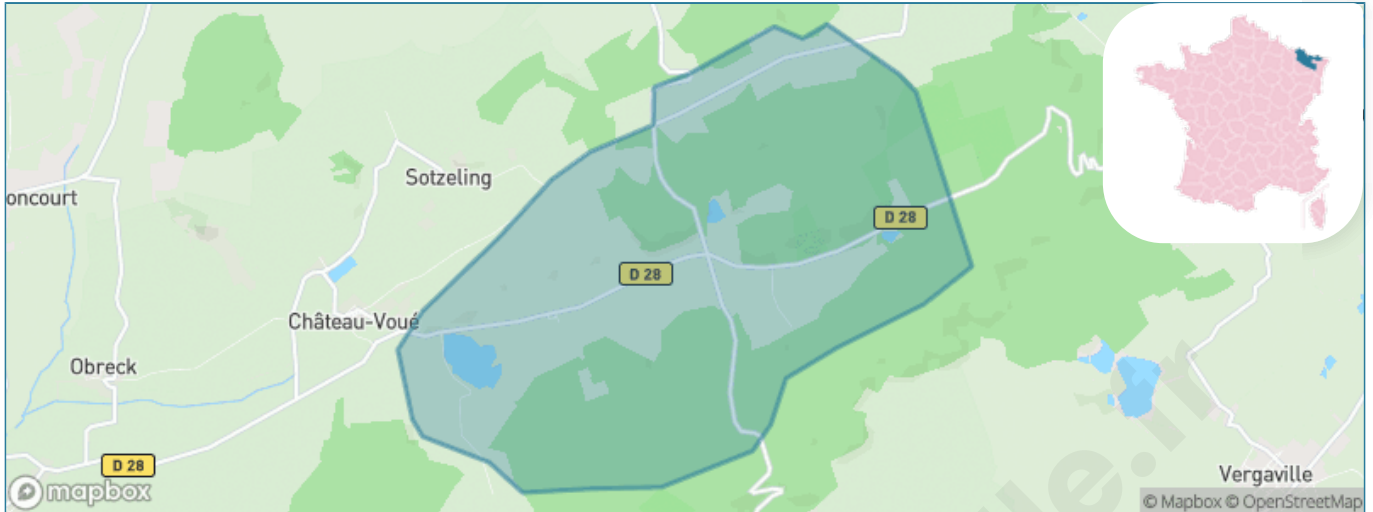 Sotzeling
oncourt
D 28
D 28
Château-Voué
Obreck
D 28
Vergaville
mapbox
© Mapbox © OpenStreetMap